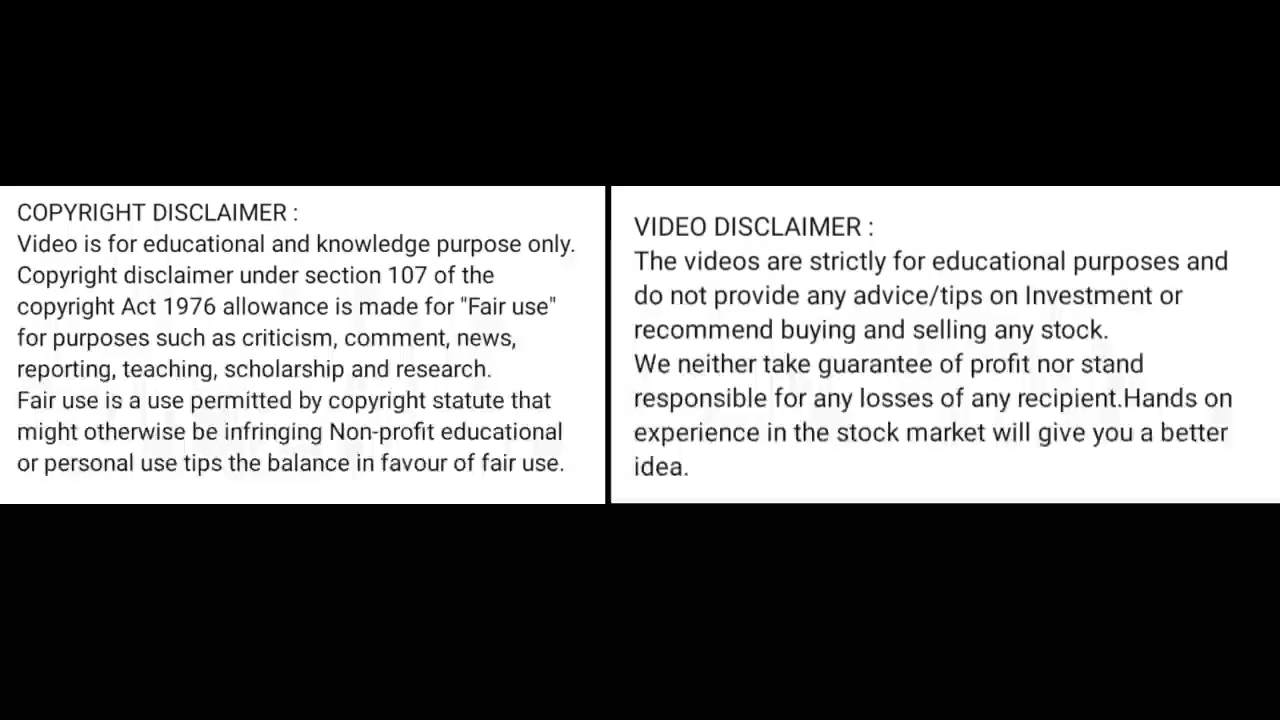 COPYRIGHT DISCLAIMER :
Video is for educational and knowledge purpose only.
Copyright disclaimer under section 107 of the
copyright Act 1976 allowance is made for "Fair use"
for purposes such as criticism, comment, news,
reporting, teaching, scholarship and research.
Fair use is a use permitted by copyright statute that
might otherwise be infringing Non-profit educational
or personal use tips the balance in favour of fair use.
VIDEO DISCLAIMER :
The videos are strictly for educational purposes and
do not provide any advice/tips on Investment or
recommend buying and selling any stock.
We neither take guarantee of profit nor stand
responsible for any losses of any recipient.Hands on
experience in the stock market will give you a better
idea.